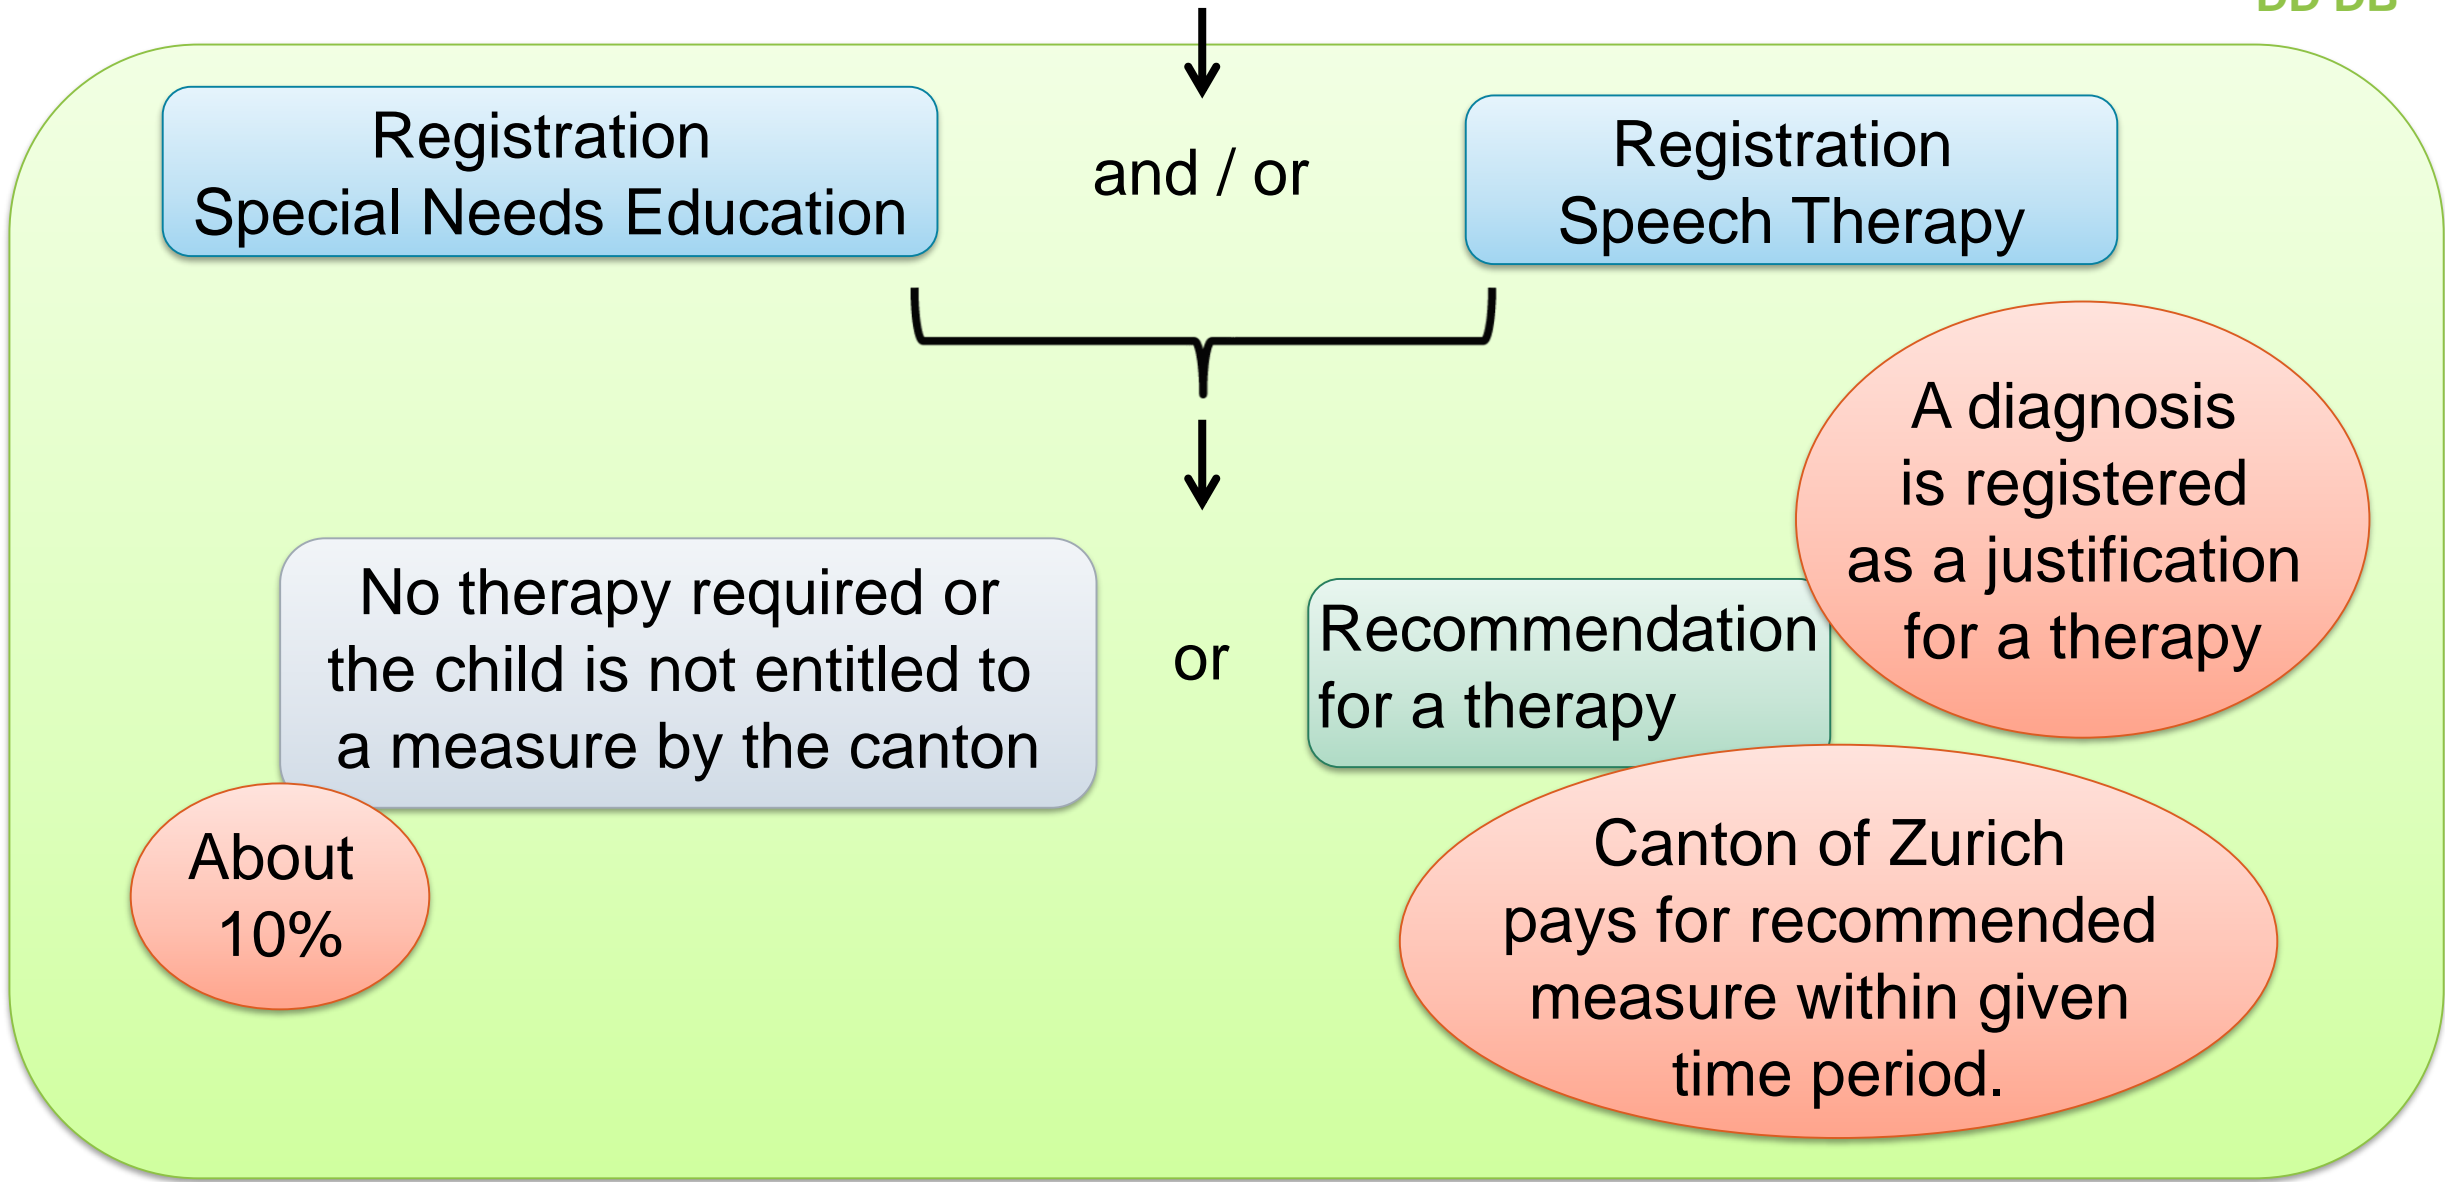 Registration
Special Needs Education
and / or
Registration
Speech Therapy
A diagnosis
is registered
as a justification
for a therapy
No therapy required or
the child is not entitled to
a measure by the canton
or
Recommendation
for a therapy
About
10%
Canton of Zurich
pays for recommended
measure within given
time period.